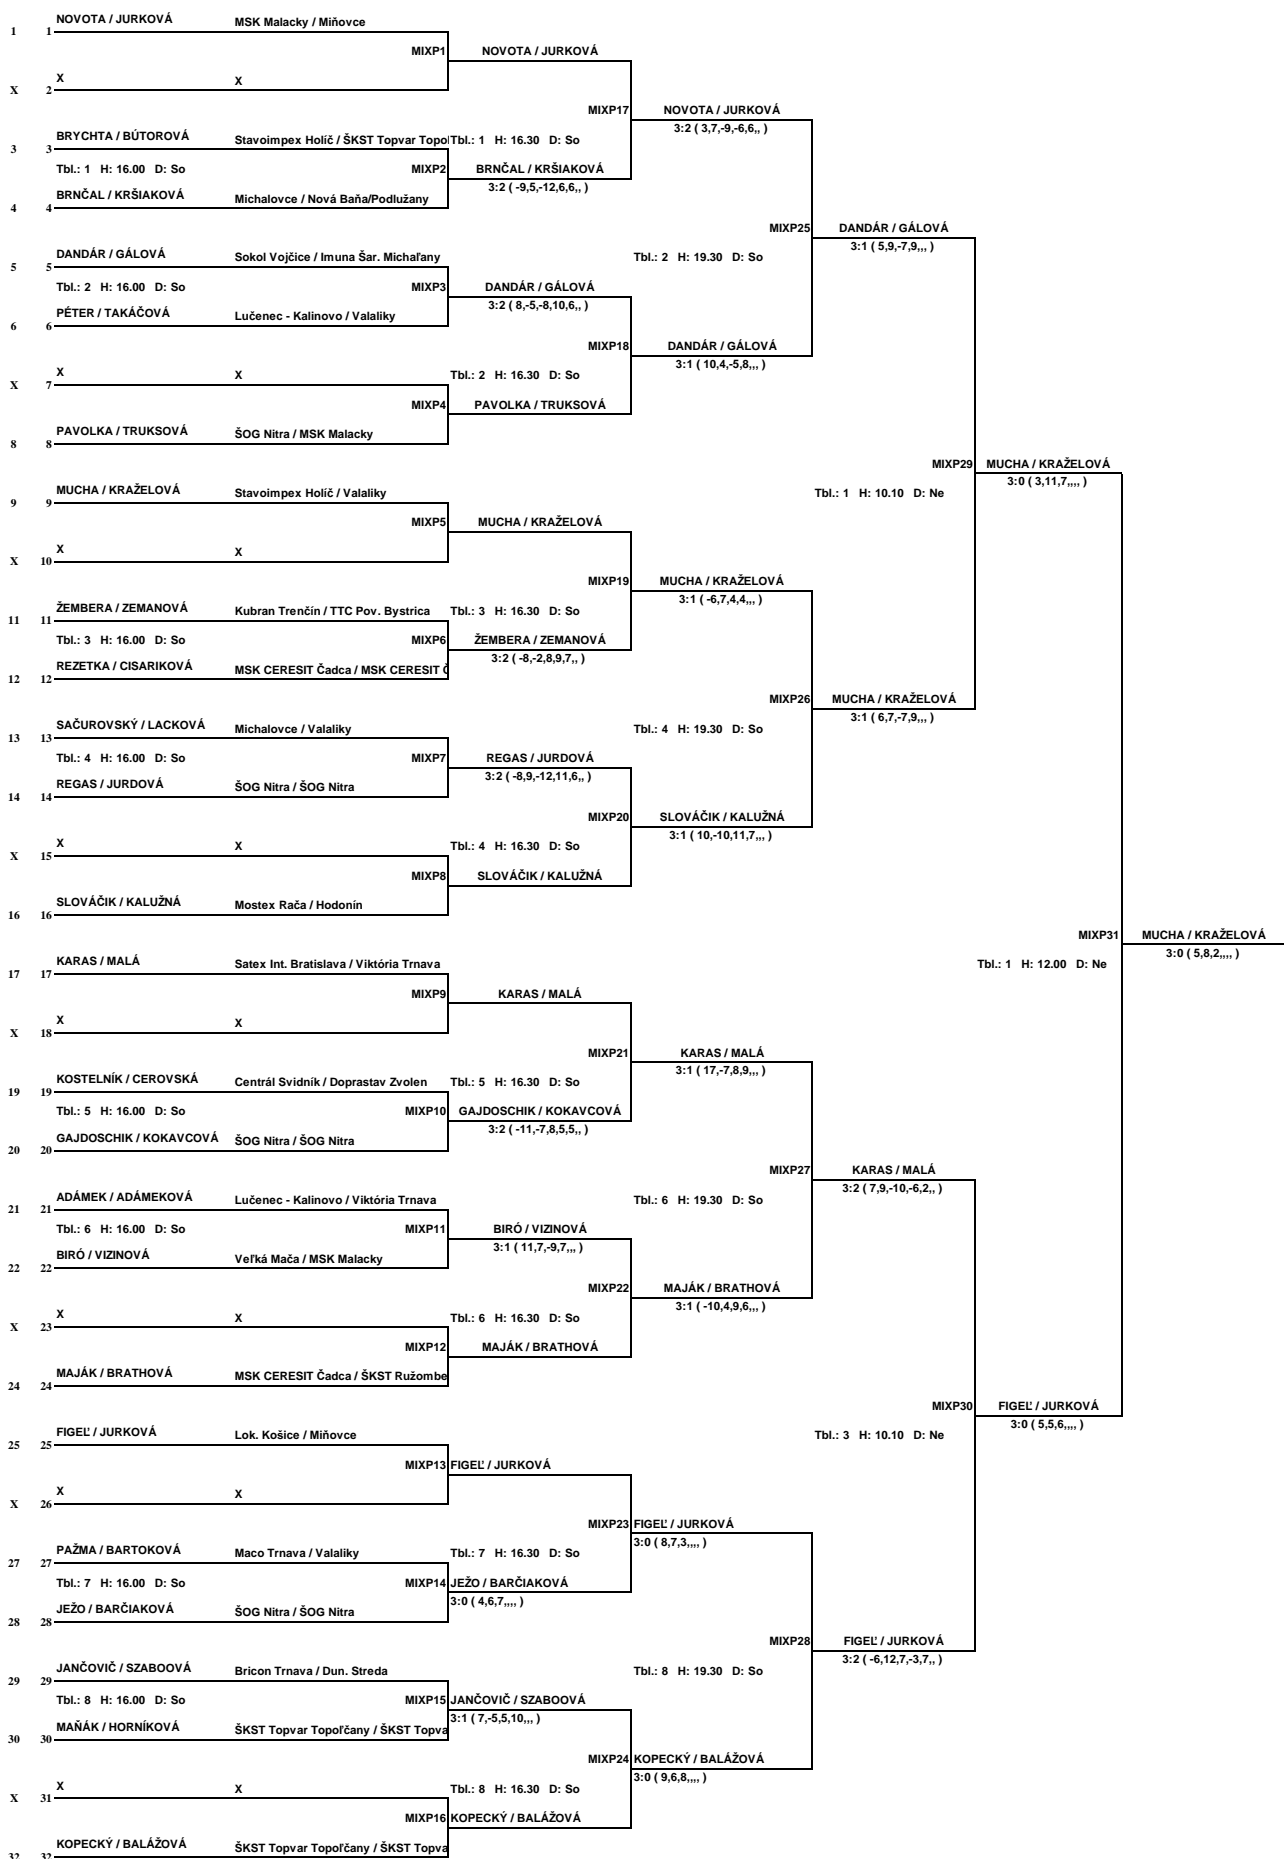 NOVOTA / JURKOVÁ MSK Malacky / Miňovce
1 1
MIXP1 NOVOTA / JURKOVÁ
X X
X 2
MIXP17 NOVOTA / JURKOVÁ
3:2 ( 3,7,-9,-6,6,, )
BRYCHTA / BÚTOROVÁ Stavoimpex Holíč / ŠKST Topvar Topoľ Tbl.: 1 H: 16.30 D: So
3 3
Tbl.: 1 H: 16.00 D: So MIXP2 BRNČAL / KRŠIAKOVÁ
3:2 ( -9,5,-12,6,6,, )
BRNČAL / KRŠIAKOVÁ Michalovce / Nová Baňa/Podlužany
4 4
MIXP25 DANDÁR / GÁLOVÁ
3:1 ( 5,9,-7,9,,, )
DANDÁR / GÁLOVÁ Sokol Vojčice / Imuna Šar. Michaľany Tbl.: 2 H: 19.30 D: So
5 5
Tbl.: 2 H: 16.00 D: So MIXP3 DANDÁR / GÁLOVÁ
3:2 ( 8,-5,-8,10,6,, )
PÉTER / TAKÁČOVÁ Lučenec - Kalinovo / Valaliky
6 6
MIXP18 DANDÁR / GÁLOVÁ
3:1 ( 10,4,-5,8,,, )
X X Tbl.: 2 H: 16.30 D: So
X 7
MIXP4 PAVOLKA / TRUKSOVÁ
PAVOLKA / TRUKSOVÁ ŠOG Nitra / MSK Malacky
8 8
MIXP29 MUCHA / KRAŽELOVÁ
3:0 ( 3,11,7,,,, )
MUCHA / KRAŽELOVÁ Stavoimpex Holíč / Valaliky Tbl.: 1 H: 10.10 D: Ne
9 9
MIXP5 MUCHA / KRAŽELOVÁ
X X
X 10
MIXP19 MUCHA / KRAŽELOVÁ
3:1 ( -6,7,4,4,,, )
ŽEMBERA / ZEMANOVÁ Kubran Trenčín / TTC Pov. Bystrica Tbl.: 3 H: 16.30 D: So
11 11
Tbl.: 3 H: 16.00 D: So MIXP6 ŽEMBERA / ZEMANOVÁ
3:2 ( -8,-2,8,9,7,, )
REZETKA / CISARIKOVÁ MSK CERESIT Čadca / MSK CERESIT Č
12 12
MIXP26 MUCHA / KRAŽELOVÁ
3:1 ( 6,7,-7,9,,, )
SAČUROVSKÝ / LACKOVÁ Michalovce / Valaliky Tbl.: 4 H: 19.30 D: So
13 13
Tbl.: 4 H: 16.00 D: So MIXP7 REGAS / JURDOVÁ
3:2 ( -8,9,-12,11,6,, )
REGAS / JURDOVÁ ŠOG Nitra / ŠOG Nitra
14 14
MIXP20 SLOVÁČIK / KALUŽNÁ
3:1 ( 10,-10,11,7,,, )
X X Tbl.: 4 H: 16.30 D: So
X 15
MIXP8 SLOVÁČIK / KALUŽNÁ
SLOVÁČIK / KALUŽNÁ Mostex Rača / Hodonín
16 16
MIXP31 MUCHA / KRAŽELOVÁ
3:0 ( 5,8,2,,,, )
KARAS / MALÁ Satex Int. Bratislava / Viktória Trnava Tbl.: 1 H: 12.00 D: Ne
17 17
MIXP9 KARAS / MALÁ
X X
X 18
MIXP21 KARAS / MALÁ
3:1 ( 17,-7,8,9,,, )
KOSTELNÍK / CEROVSKÁ Centrál Svidník / Doprastav Zvolen Tbl.: 5 H: 16.30 D: So
19 19
Tbl.: 5 H: 16.00 D: So MIXP10 GAJDOSCHIK / KOKAVCOVÁ
3:2 ( -11,-7,8,5,5,, )
GAJDOSCHIK / KOKAVCOVÁ ŠOG Nitra / ŠOG Nitra
20 20
MIXP27 KARAS / MALÁ
3:2 ( 7,9,-10,-6,2,, )
ADÁMEK / ADÁMEKOVÁ Lučenec - Kalinovo / Viktória Trnava Tbl.: 6 H: 19.30 D: So
21 21
Tbl.: 6 H: 16.00 D: So MIXP11 BIRÓ / VIZINOVÁ
3:1 ( 11,7,-9,7,,, )
BIRÓ / VIZINOVÁ Veľká Mača / MSK Malacky
22 22
MIXP22 MAJÁK / BRATHOVÁ
3:1 ( -10,4,9,6,,, )
X X Tbl.: 6 H: 16.30 D: So
X 23
MIXP12 MAJÁK / BRATHOVÁ
MAJÁK / BRATHOVÁ MSK CERESIT Čadca / ŠKST Ružombe
24 24
MIXP30 FIGEĽ / JURKOVÁ
3:0 ( 5,5,6,,,, )
FIGEĽ / JURKOVÁ Lok. Košice / Miňovce Tbl.: 3 H: 10.10 D: Ne
25 25
MIXP13 FIGEĽ / JURKOVÁ
X X
X 26
MIXP23 FIGEĽ / JURKOVÁ
3:0 ( 8,7,3,,,, )
PAŽMA / BARTOKOVÁ Maco Trnava / Valaliky Tbl.: 7 H: 16.30 D: So
27 27
Tbl.: 7 H: 16.00 D: So MIXP14 JEŽO / BARČIAKOVÁ
3:0 ( 4,6,7,,,, )
JEŽO / BARČIAKOVÁ ŠOG Nitra / ŠOG Nitra
28 28
MIXP28 FIGEĽ / JURKOVÁ
3:2 ( -6,12,7,-3,7,, )
JANČOVIČ / SZABOOVÁ Bricon Trnava / Dun. Streda Tbl.: 8 H: 19.30 D: So
29 29
Tbl.: 8 H: 16.00 D: So MIXP15 JANČOVIČ / SZABOOVÁ
3:1 ( 7,-5,5,10,,, )
MAŇÁK / HORNÍKOVÁ ŠKST Topvar Topoľčany / ŠKST Topva
30 30
MIXP24 KOPECKÝ / BALÁŽOVÁ
3:0 ( 9,6,8,,,, )
X X Tbl.: 8 H: 16.30 D: So
X 31
MIXP16 KOPECKÝ / BALÁŽOVÁ
KOPECKÝ / BALÁŽOVÁ ŠKST Topvar Topoľčany / ŠKST Topva
32 32